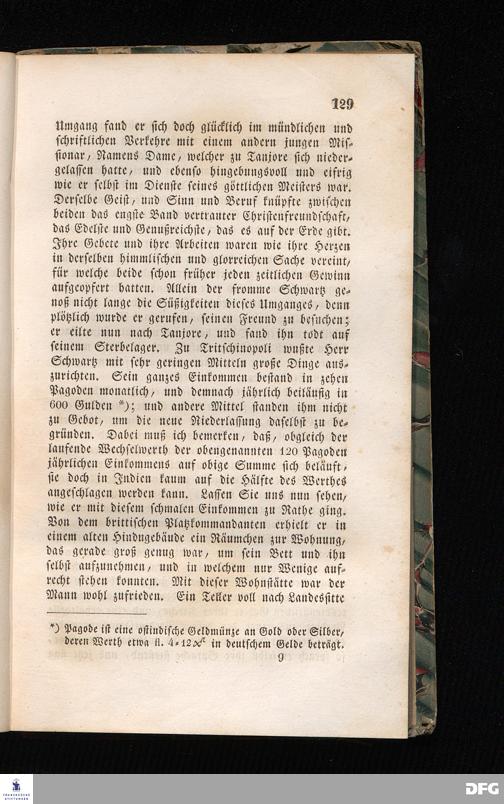 129
Umgang fand er sich doch glücklich im mündlichen und
schriftlichen Verkehre mit einem andern jungen Mis-
sionar, Namens Dame, welcher zu Tanjore sich nieder-
gelassen hatte, und ebenso hingebungsvoll und eifrig
wie er selbst im Dienste seines göttlichen Meisters war.
Derselbe Geist, und Sinn und Beruf knüpfte zwischen
beiden das engste Band vertrauter Christenfreundschaft,
das Edelste und Genußreichste, das es auf der Erde gibt.
Ihre Gebete und ihre Arbeiten waren wie ihre Herzen
in derselben himmlischen und glorreichen Sache vereint,
für welche beide schon früher jeden zeitlichen Gewinn
aufgeopfert hatten. Allein der fromme Schwartz ge-
noß nicht lange die Süßigkeiten dieses Umganges, denn
plötzlich wurde er gerufen, seinen Freund zu besuchen;
er eilte nun nach Tanjore, und fand ihn todt auf
seinem Sterbelager. Zu Tritschinopoli wußte Herr
Schwartz mit sehr geringen Mitteln große Dinge aus-
zurichten. Sein ganzes Einkommen bestand in zehen
Pagoden monatlich, und demnach jährlich beiläufig in
600 Gulden *); und andere Mittel standen ihm nicht
zu Gebot, um die neue Niederlassung daselbst zu be-
gründen. Dabei muß ich bemerken, daß, obgleich der
laufende Wechselwerth der obengenannten 120 Pagoden
jährlichen Einkommens auf obige Summe sich beläuft,
sie doch in Indien kaum auf die Hälfte des Werthes
angeschlagen werden kann. Lassen Sie uns nun sehen,
wie er mit diesem schmalen Einkommen zu Rathe ging.
Von dem brittischen Platzkommandanten erhielt er in
einem alten Hindugebäude ein Räumchen zur Wohnung,
das gerade groß genug war, um sein Bett und ihn
selbst aufzunehmen, und in welchem nur Wenige auf-
recht stehen konnten. Mit dieser Wohnstätte war der
Mann wohl zufrieden. Ein Teller voll nach Landessitte
*) Pagode ist eine ostindische Geldmünze an Gold oder Silber,
deren Werth etwa fl. 4-12 in deutschem Gelde beträgt.
9
DFG